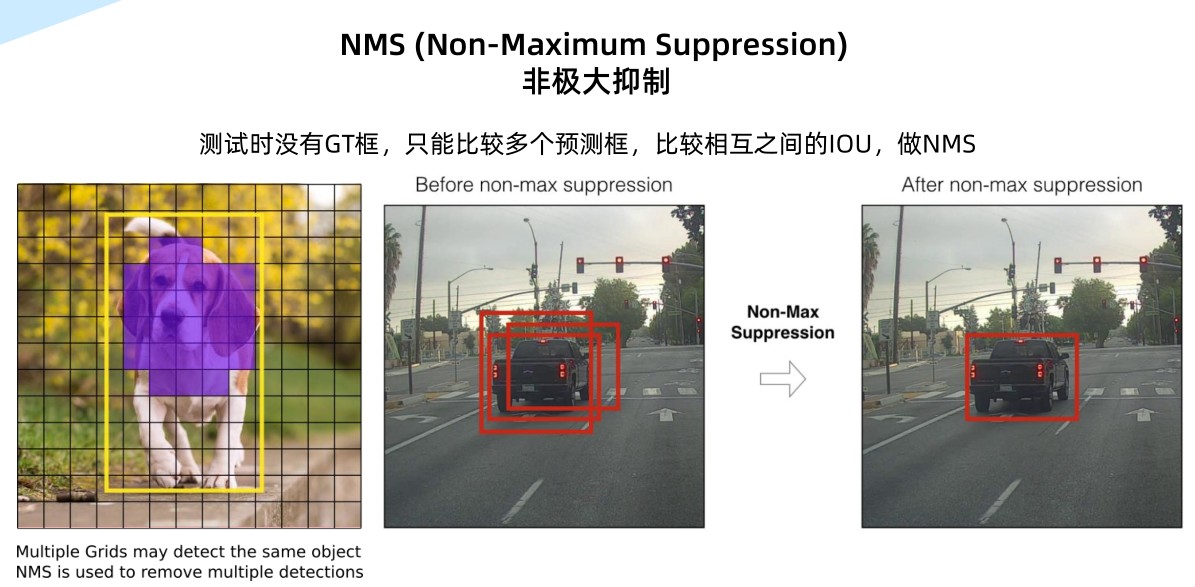 NMS (Non-Maximum Suppression)
非极大抑制
测试时没有GT框，只能比较多个预测框，比较相互之间的IOU，做NMS
Before non-max suppression
After non-max suppression
Non-Max
Suppression
Multiple Grids may detect the same object
NMS is used to remove multiple detections